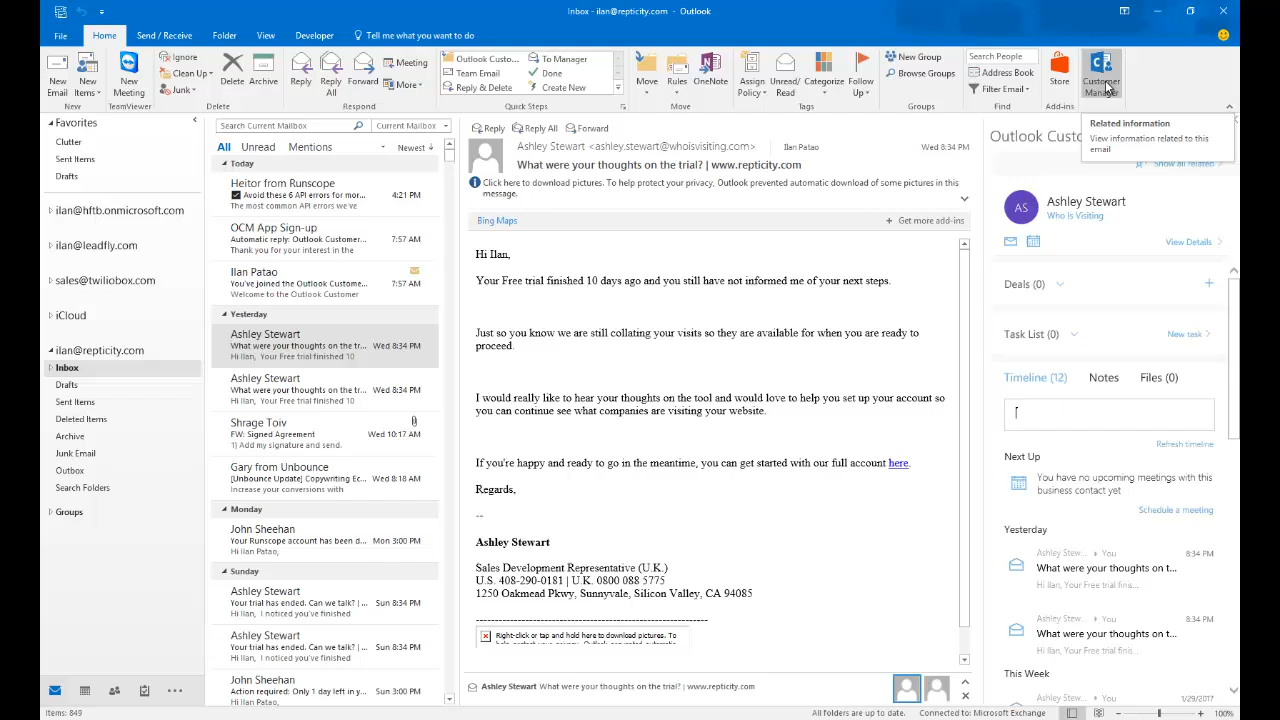 Inbox - ilan@repticity.com - Outlook
File Home Send / Receive Folder View Developer Tell me what you want to do
New Email
New Items
New
New Meeting
TeamViewer
Ignore
Clean Up
Junk
Delete
Archive
Delete
Reply
Reply All
Forward
Meeting
More
Respond
Outlook Custo...
Team Email
Reply & Delete
To Manager
Done
Create New
Quick Steps
Move
Rules
OneNote
Move
Assign Policy
Unread/ Read
Categorize
Follow Up
Tags
New Group
Browse Groups
Groups
Search People
Address Book
Filter Email
Find
Store
Add-ins
Customer Manager
Related information
View information related to this
email
Favorites
Clutter
Sent Items
Drafts
ilan@hftb.onmicrosoft.com
ilan@leadfly.com
sales@twiliobox.com
iCloud
ilan@repticity.com
Inbox
Drafts
Sent Items
Deleted Items
Archive
Junk Email
Outbox
Search Folders
Groups
Search Current Mailbox Current Mailbox
All Unread Mentions Newest
Today
Heitor from Runscope
Avoid these 6 API errors for mor... 4:21 PM
The most common API errors we've
OCM App Sign-up
Automatic reply: Outlook Customer... 7:57 AM
Thank you for your interest in the
Ilan Patao
You've joined the Outlook Customer... 7:57 AM
Welcome to the Outlook Customer
Yesterday
Ashley Stewart
What were your thoughts on the tr... Wed 8:34 PM
Hi Ilan, Your Free trial finished 10
Ashley Stewart
What were your thoughts on the tr... Wed 8:34 PM
Hi Ilan, Your Free trial finished 10
Shrage Toiv
FW: Signed Agreement Wed 10:17 AM
1) Add my signature and send.
Gary from Unbounce
[Unbounce Update] Copywriting Ec... Wed 8:18 AM
Increase your conversions with
Monday
John Sheehan
Your Runscope account has been d... Mon 3:00 PM
Hi Ilan Patao,
Sunday
Ashley Stewart
Your trial has ended. Can we talk? | ... Sun 8:34 PM
Hi Ilan, I noticed you've finished
Ashley Stewart
Your trial has ended. Can we talk? | ... Sun 8:34 PM
Hi Ilan, I noticed you've finished
John Sheehan
Action required: Only 1 day left in y... Sun 3:00 PM
Reply Reply All Forward
Ashley Stewart <ashley.stewart@whoisvisiting.com> Ilan Patao Wed 8:34 PM
What were your thoughts on the trial? | www.repticity.com
Click here to download pictures. To help protect your privacy, Outlook prevented automatic download of some pictures in this
message.
Bing Maps + Get more add-ins
Hi Ilan,
Your Free trial finished 10 days ago and you still have not informed me of your next steps.
Just so you know we are still collating your visits so they are available for when you are ready to
proceed.
I would really like to hear your thoughts on the tool and would love to help you set up your account so
you can continue see what companies are visiting your website.
If you're happy and ready to go in the meantime, you can get started with our full account here.
Regards,
--
Ashley Stewart
Sales Development Representative (U.K.)
U.S. 408-290-0181 | U.K. 0800 088 5775
1250 Oakmead Pkwy, Sunnyvale, Silicon Valley, CA 94085
Right-click or tap and hold here to download pictures. To
Ashley Stewart What were your thoughts on the trial? | www.repticity.com
Outlook Custo
Show all related
AS
Ashley Stewart
Who Is Visiting
View Details
Deals (0) +
Task List (0) New task
Timeline (12) Notes Files (0)
Refresh timeline
Next Up
You have no upcoming meetings with this
business contact yet
Schedule a meeting
Yesterday
Ashley Stew... You 8:34 PM
What were your thoughts on t...
Hi Ilan, Your Free trial finis...
Ashley Stew... You 8:34 PM
What were your thoughts on t...
Hi Ilan, Your Free trial finis...
This Week
Ashley Stew... You 1/29/2017
Items: 849 All folders are up to date. Connected to: Microsoft Exchange 100%